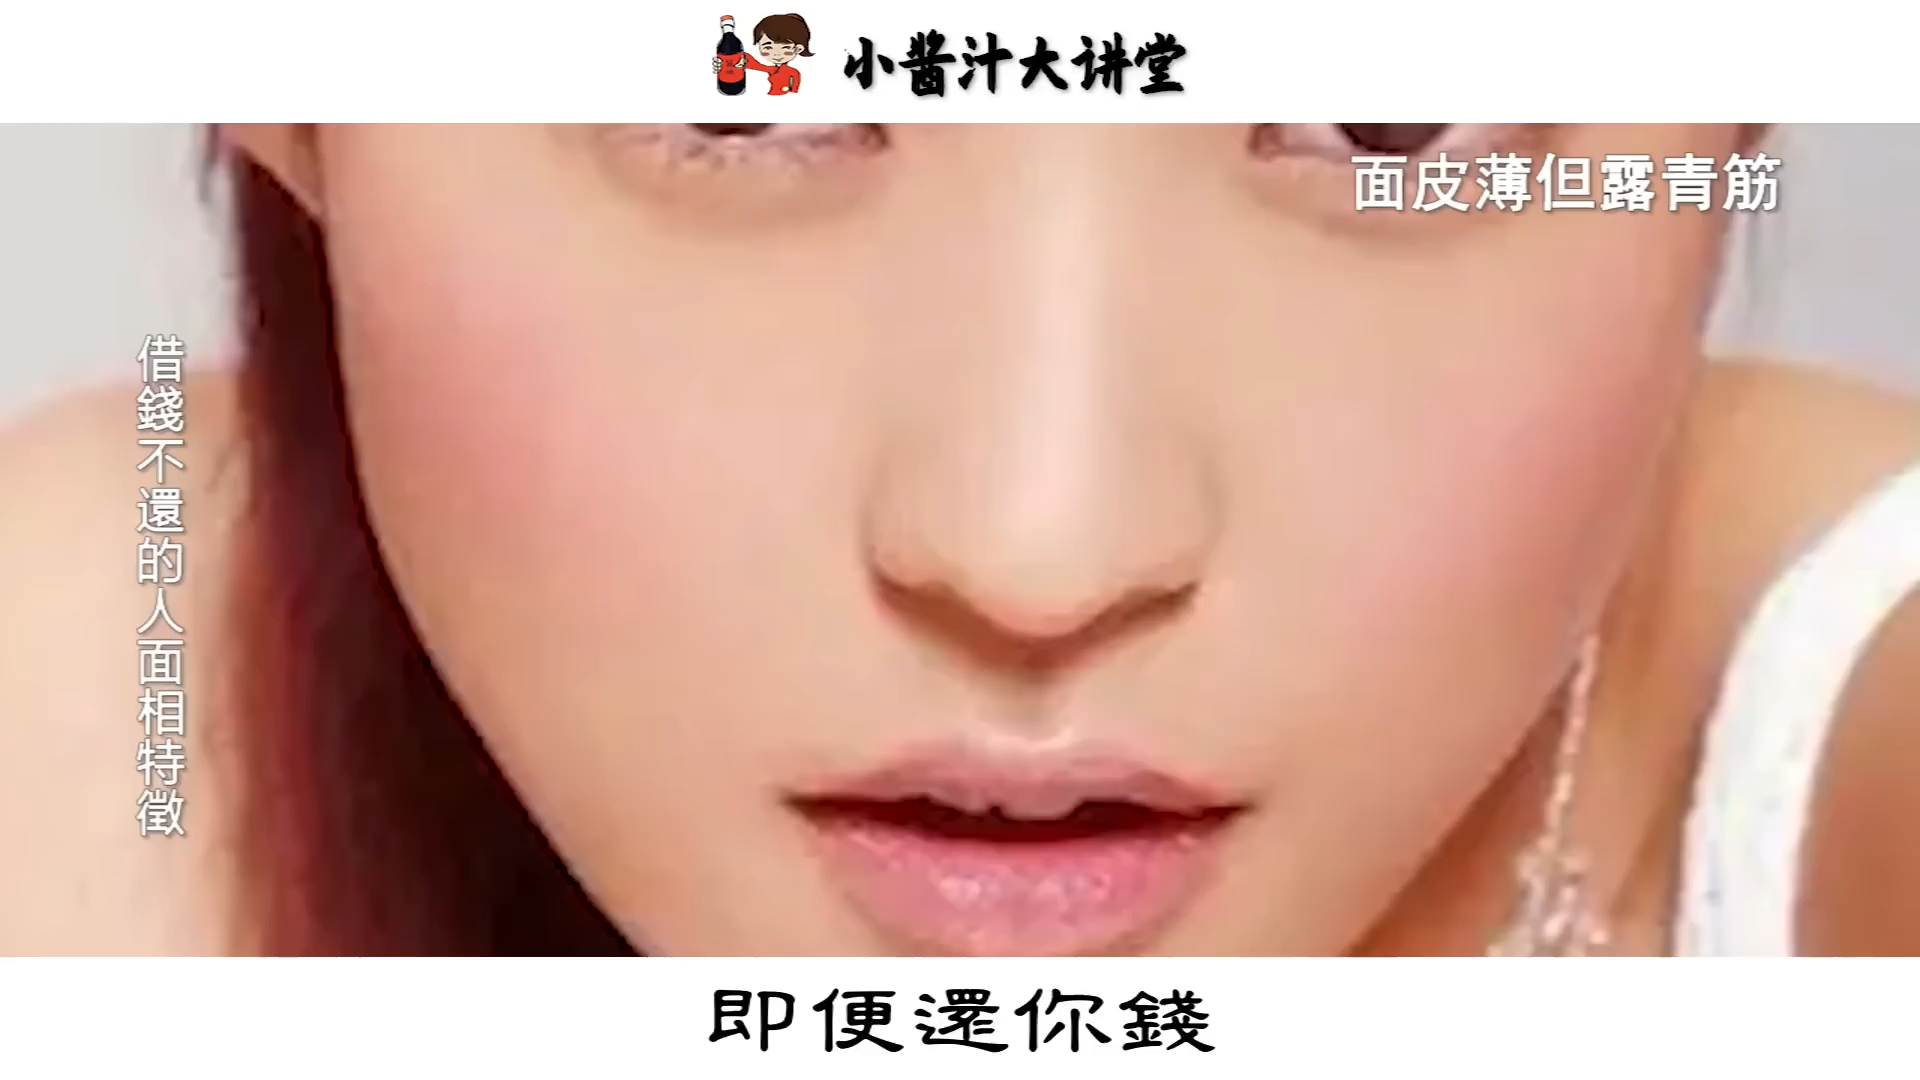 小酱汁大讲堂
面皮薄但露青筋
借錢不還的人面相特徵
即便還你錢